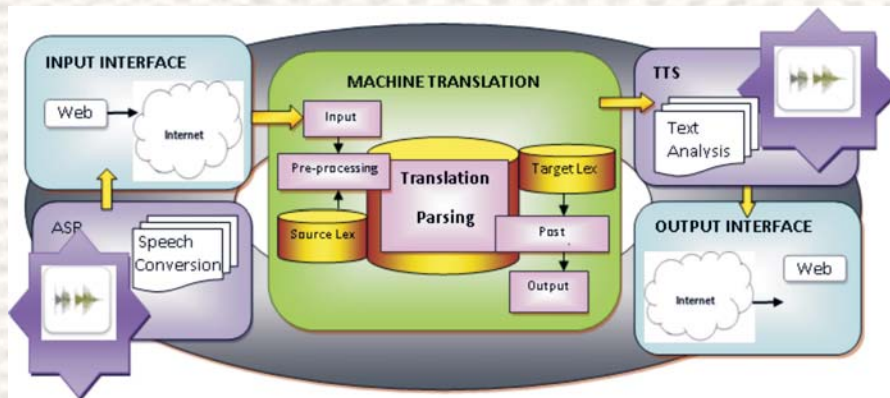 INPUT INTERFACE
Web
Internet
ASR
Speech
Conversion
MACHINE TRANSLATION
Input
Pre-processing
Source Lex
Translation
Parsing
Target Lex
Post
Output
TTS
Text
Analysis
OUTPUT INTERFACE
Internet
Web